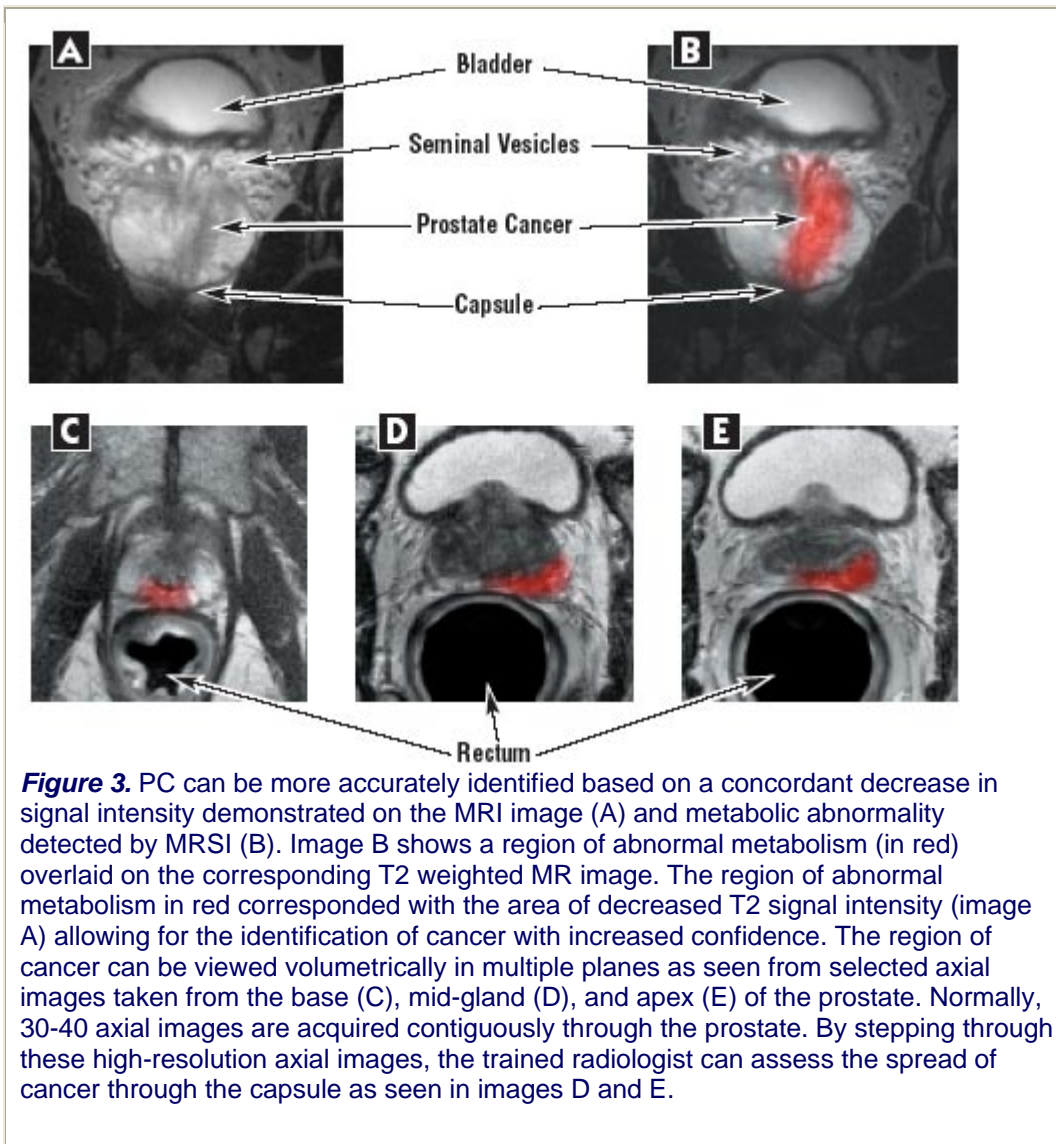 A
B
Bladder
Seminal Vesicles
Prostate Cancer
Capsule
C
D
E
Rectum
Figure 3. PC can be more accurately identified based on a concordant decrease in
signal intensity demonstrated on the MRI image (A) and metabolic abnormality
detected by MRSI (B). Image B shows a region of abnormal metabolism (in red)
overlaid on the corresponding T2 weighted MR image. The region of abnormal
metabolism in red corresponded with the area of decreased T2 signal intensity (image
A) allowing for the identification of cancer with increased confidence. The region of
cancer can be viewed volumetrically in multiple planes as seen from selected axial
images taken from the base (C), mid-gland (D), and apex (E) of the prostate. Normally,
30-40 axial images are acquired contiguously through the prostate. By stepping through
these high-resolution axial images, the trained radiologist can assess the spread of
cancer through the capsule as seen in images D and E.